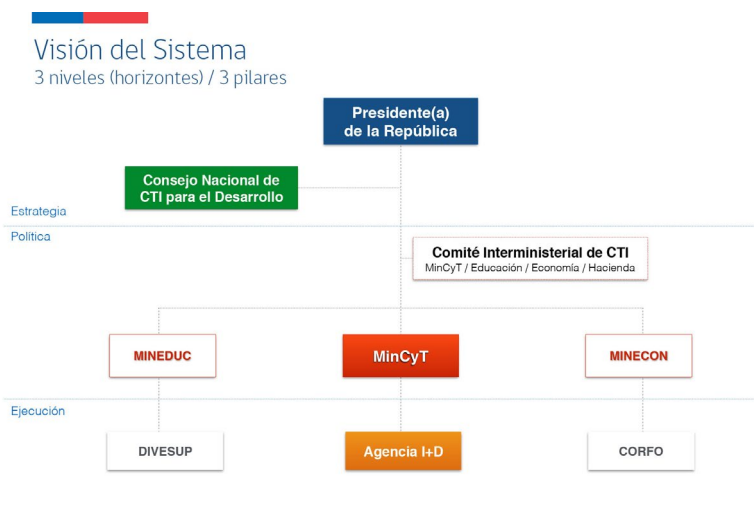 Visión del Sistema
3 niveles (horizontes) / 3 pilares
Presidente(a)
de la República
Consejo Nacional de
CTI para el Desarrollo
Estrategia
Política
Comité Interministerial de CTI
MinCyT / Educación / Economía / Hacienda
MINEDUC
MinCyT
MINECON
Ejecución
DIVESUP
Agencia I+D
CORFO